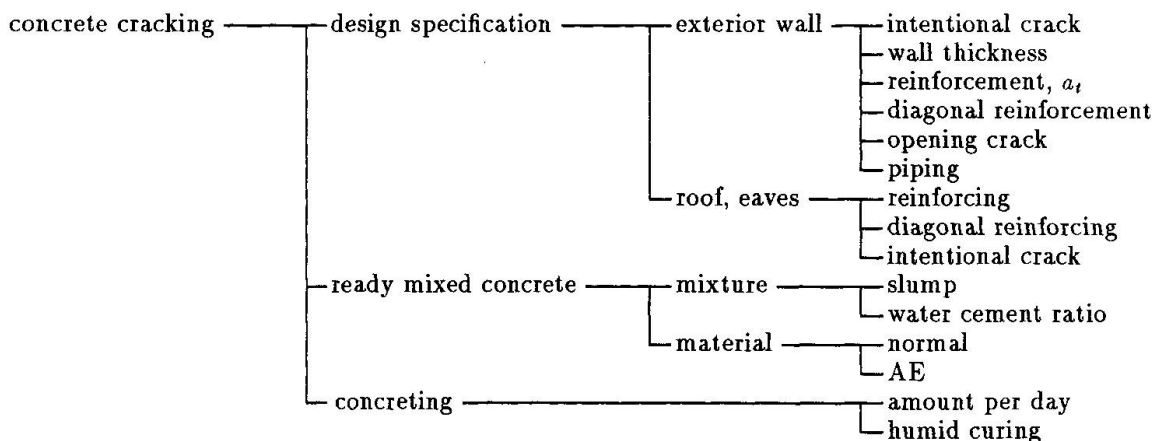 concrete cracking design specification exterior wall intentional crack
wall thickness
reinforcement, a_t
diagonal reinforcement
opening crack
piping
roof, eaves reinforcing
diagonal reinforcing
intentional crack
ready mixed concrete mixture slump
water cement ratio
material normal
AE
concreting amount per day
humid curing